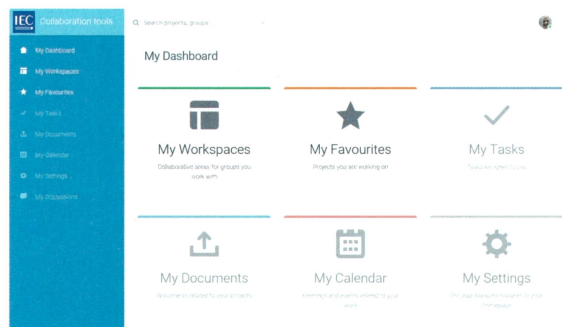 IEC Collaboration tools
Search projects, groups
My Dashboard
My Workspaces
My Favourites
My Tasks
My Documents
My Calendar
My Settings
My Discussions
My Dashboard
My Workspaces
Collaborative areas for groups you
work with
My Favourites
Projects you are working on
My Tasks
My Documents
My Calendar
My Settings